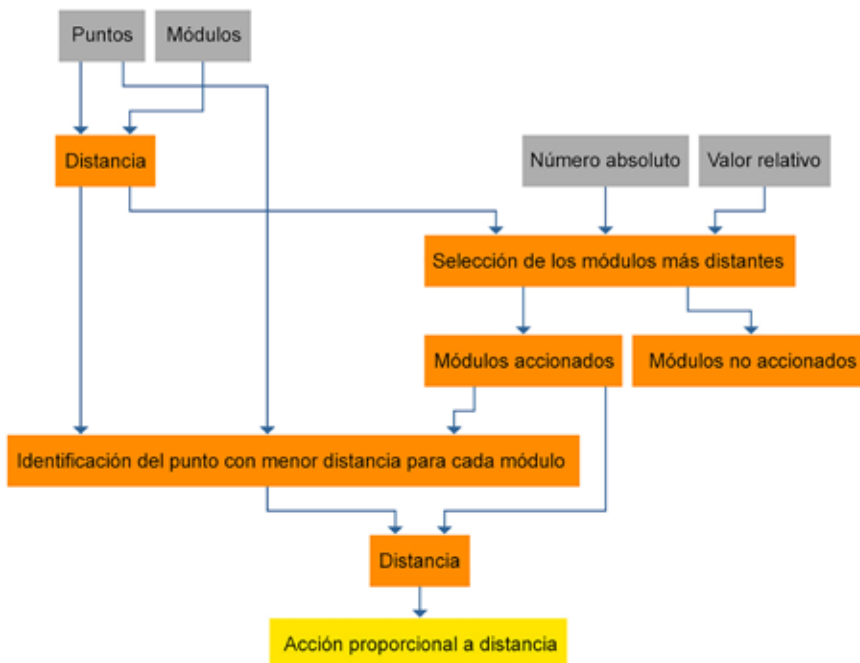 Puntos
Módulos
Distancia
Número absoluto
Valor relativo
Selección de los módulos más distantes
Módulos accionados
Módulos no accionados
Identificación del punto con menor distancia para cada módulo
Distancia
Acción proporcional a distancia